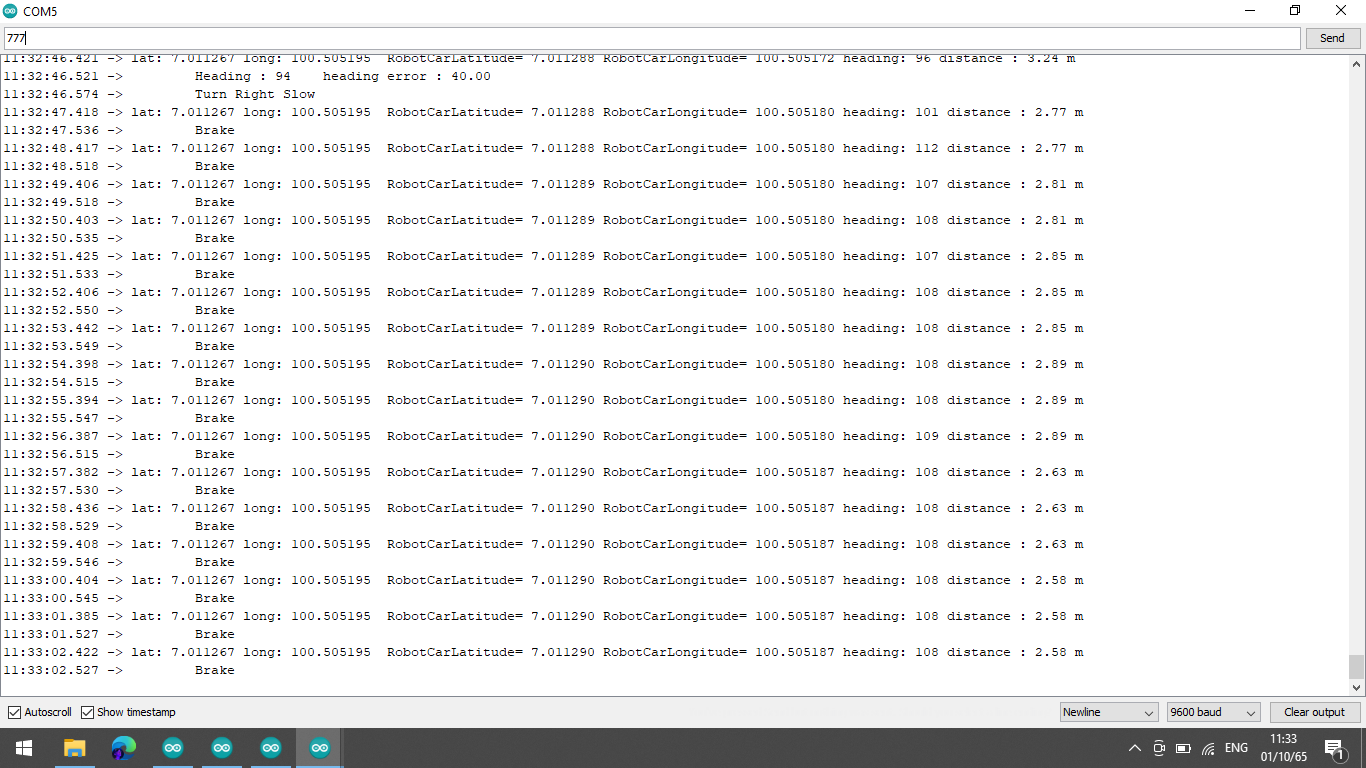 COM5
777
Send
11:32:46.421 -> lat: 7.011267 long: 100.505195  RobotCarLatitude= 7.011288 RobotCarLongitude= 100.505172 heading: 96 distance : 3.24 m
11:32:46.521 ->         Heading : 94    heading error : 40.00
11:32:46.574 ->         Turn Right Slow
11:32:47.418 -> lat: 7.011267 long: 100.505195  RobotCarLatitude= 7.011288 RobotCarLongitude= 100.505180 heading: 101 distance : 2.77 m
11:32:47.536 ->         Brake
11:32:48.417 -> lat: 7.011267 long: 100.505195  RobotCarLatitude= 7.011288 RobotCarLongitude= 100.505180 heading: 112 distance : 2.77 m
11:32:48.518 ->         Brake
11:32:49.406 -> lat: 7.011267 long: 100.505195  RobotCarLatitude= 7.011289 RobotCarLongitude= 100.505180 heading: 107 distance : 2.81 m
11:32:49.518 ->         Brake
11:32:50.403 -> lat: 7.011267 long: 100.505195  RobotCarLatitude= 7.011289 RobotCarLongitude= 100.505180 heading: 108 distance : 2.81 m
11:32:50.535 ->         Brake
11:32:51.425 -> lat: 7.011267 long: 100.505195  RobotCarLatitude= 7.011289 RobotCarLongitude= 100.505180 heading: 107 distance : 2.85 m
11:32:51.533 ->         Brake
11:32:52.406 -> lat: 7.011267 long: 100.505195  RobotCarLatitude= 7.011289 RobotCarLongitude= 100.505180 heading: 108 distance : 2.85 m
11:32:52.550 ->         Brake
11:32:53.442 -> lat: 7.011267 long: 100.505195  RobotCarLatitude= 7.011289 RobotCarLongitude= 100.505180 heading: 108 distance : 2.85 m
11:32:53.549 ->         Brake
11:32:54.398 -> lat: 7.011267 long: 100.505195  RobotCarLatitude= 7.011290 RobotCarLongitude= 100.505180 heading: 108 distance : 2.89 m
11:32:54.515 ->         Brake
11:32:55.394 -> lat: 7.011267 long: 100.505195  RobotCarLatitude= 7.011290 RobotCarLongitude= 100.505180 heading: 108 distance : 2.89 m
11:32:55.547 ->         Brake
11:32:56.387 -> lat: 7.011267 long: 100.505195  RobotCarLatitude= 7.011290 RobotCarLongitude= 100.505180 heading: 109 distance : 2.89 m
11:32:56.515 ->         Brake
11:32:57.382 -> lat: 7.011267 long: 100.505195  RobotCarLatitude= 7.011290 RobotCarLongitude= 100.505187 heading: 108 distance : 2.63 m
11:32:57.530 ->         Brake
11:32:58.436 -> lat: 7.011267 long: 100.505195  RobotCarLatitude= 7.011290 RobotCarLongitude= 100.505187 heading: 108 distance : 2.63 m
11:32:58.529 ->         Brake
11:32:59.408 -> lat: 7.011267 long: 100.505195  RobotCarLatitude= 7.011290 RobotCarLongitude= 100.505187 heading: 108 distance : 2.63 m
11:32:59.546 ->         Brake
11:33:00.404 -> lat: 7.011267 long: 100.505195  RobotCarLatitude= 7.011290 RobotCarLongitude= 100.505187 heading: 108 distance : 2.58 m
11:33:00.545 ->         Brake
11:33:01.385 -> lat: 7.011267 long: 100.505195  RobotCarLatitude= 7.011290 RobotCarLongitude= 100.505187 heading: 108 distance : 2.58 m
11:33:01.527 ->         Brake
11:33:02.422 -> lat: 7.011267 long: 100.505195  RobotCarLatitude= 7.011290 RobotCarLongitude= 100.505187 heading: 108 distance : 2.58 m
11:33:02.527 ->         Brake
Autoscroll Show timestamp Newline 9600 baud Clear output
ENG
11:33
01/10/65
1